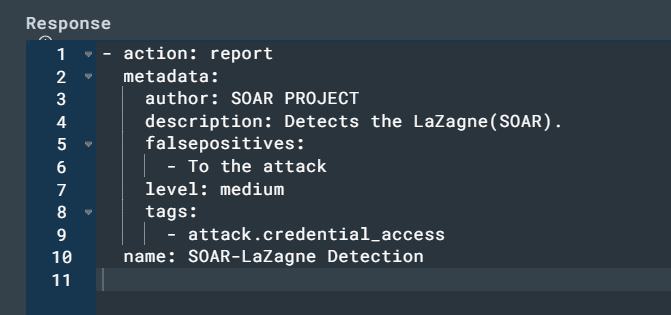 Response
1 - action: report
2 metadata:
3 author: SOAR PROJECT
4 description: Detects the LaZagne(SOAR).
5 falsepositives:
6 - To the attack
7 level: medium
8 tags:
9 - attack.credential_access
10 name: SOAR-LaZagne Detection
11